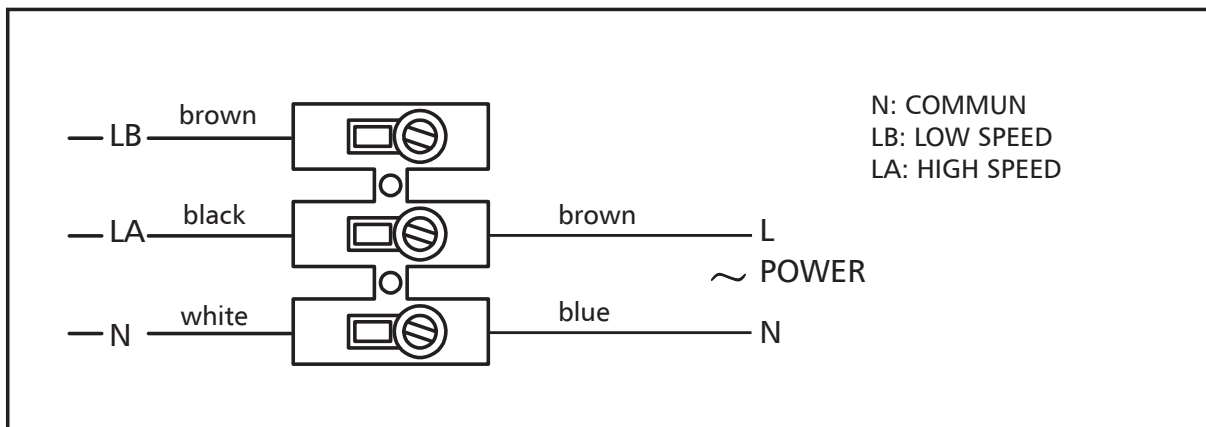 brown
LB
black
LA
white
N
brown
L
POWER
blue
N
N: COMMUN
LB: LOW SPEED
LA: HIGH SPEED